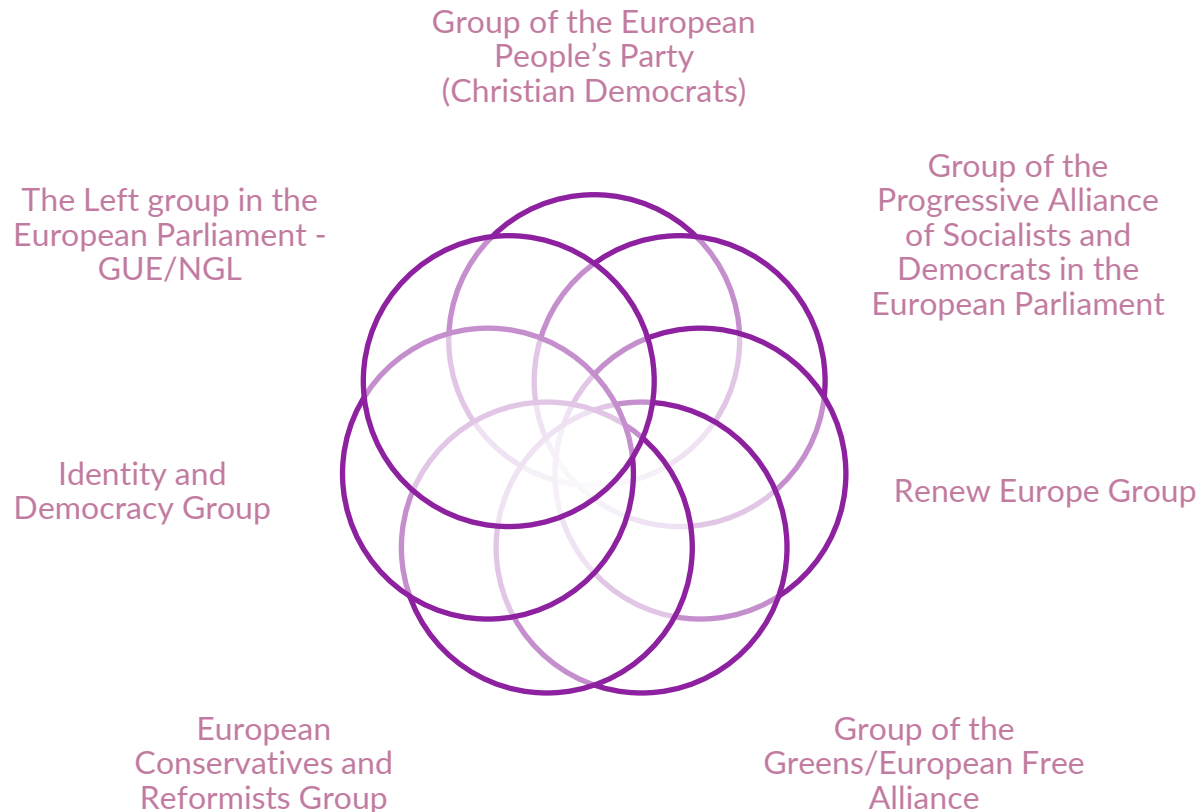 Group of the European
People’s Party
(Christian Democrats)
Group of the
Progressive Alliance
of Socialists and
Democrats in the
European Parliament
The Left group in the
European Parliament -
GUE/NGL
Identity and
Democracy Group
Renew Europe Group
European
Conservatives and
Reformists Group
Group of the
Greens/European Free
Alliance